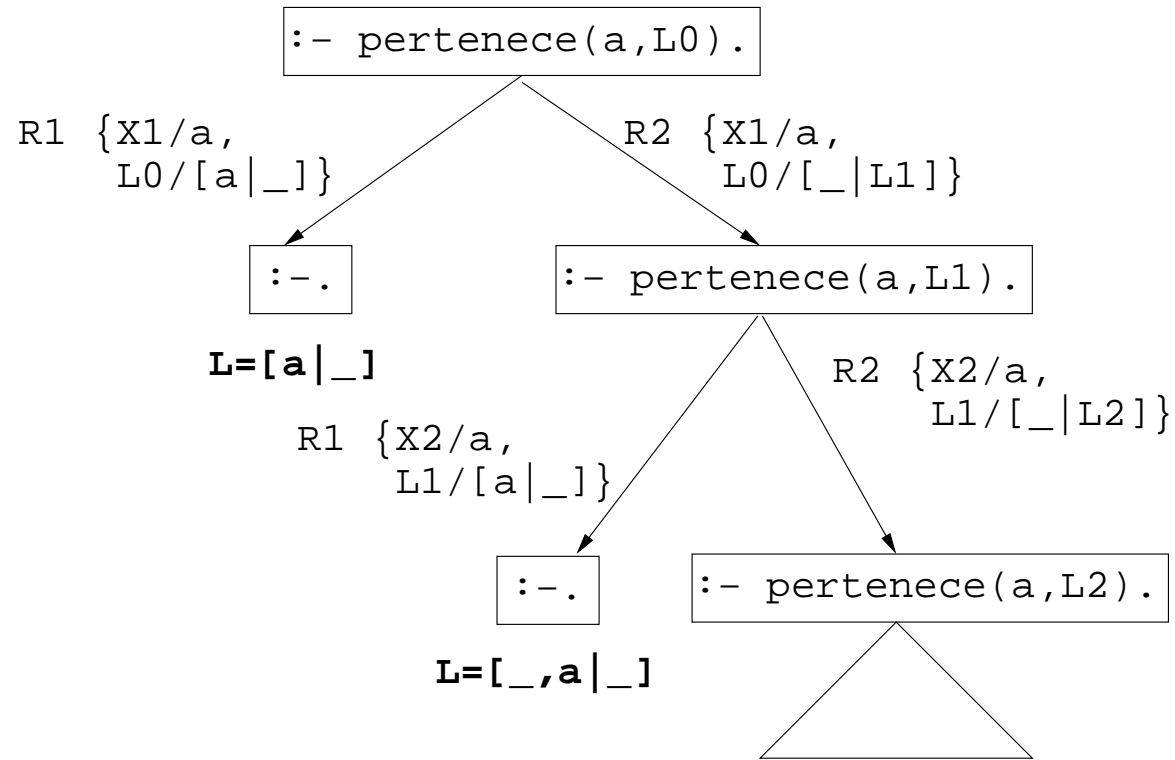 :- pertenece(a,L0).
R1 {X1/a,
L0/[a|_]}
R2 {X1/a,
L0/[_|L1]}
:-.
:- pertenece(a,L1).
L=[a|_]
R1 {X2/a,
L1/[a|_]}
R2 {X2/a,
L1/[_|L2]}
:-.
:- pertenece(a,L2).
L=[_,a|_]